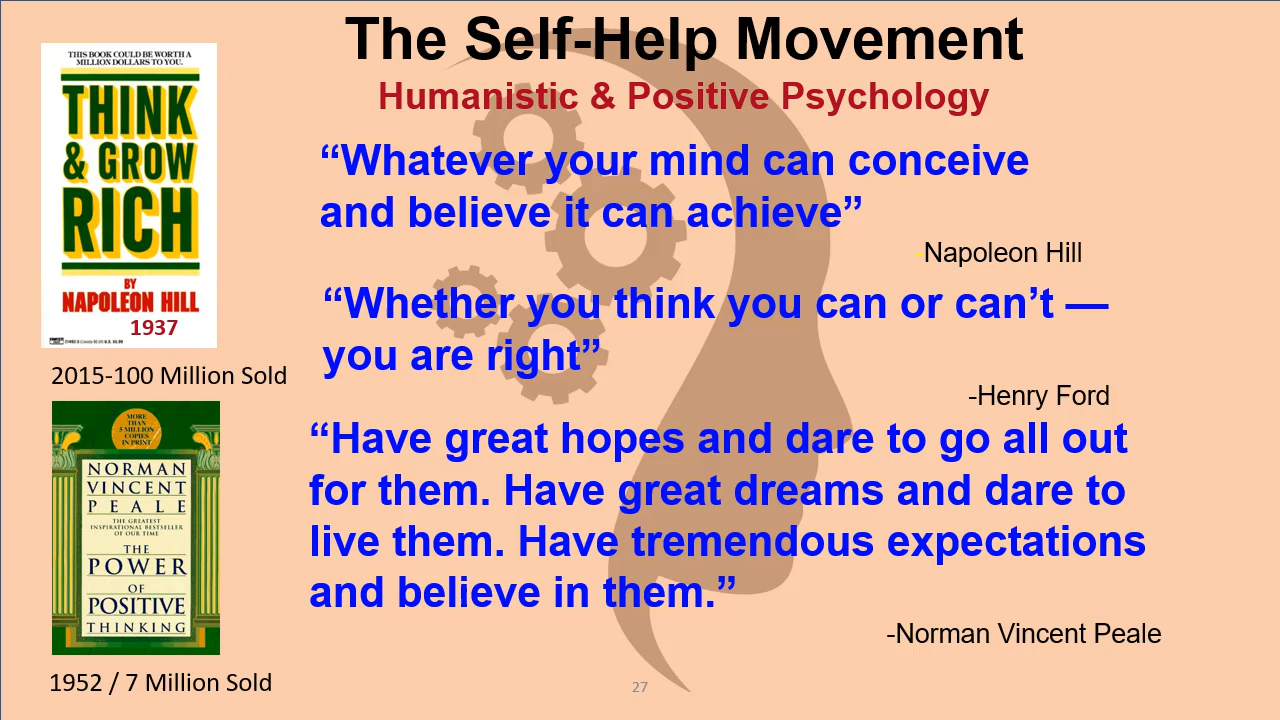 The Self-Help Movement
Humanistic & Positive Psychology
THIS BOOK COULD BE WORTH A
MILLION DOLLARS TO YOU.
THINK
& GROW
RICH
BY
NAPOLEON HILL
1937
2015-100 Million Sold
“Whatever your mind can conceive
and believe it can achieve”
-Napoleon Hill
“Whether you think you can or can’t —
you are right”
-Henry Ford
MORE
THAN
5 MILLION
COPIES
IN PRINT
NORMAN
VINCENT
PEALE
THE GREATEST
INSPIRATIONAL BESTSELLER
OF OUR TIME
THE
POWER
OF
POSITIVE
THINKING
1952 / 7 Million Sold
“Have great hopes and dare to go all out
for them. Have great dreams and dare to
live them. Have tremendous expectations
and believe in them.”
-Norman Vincent Peale
27